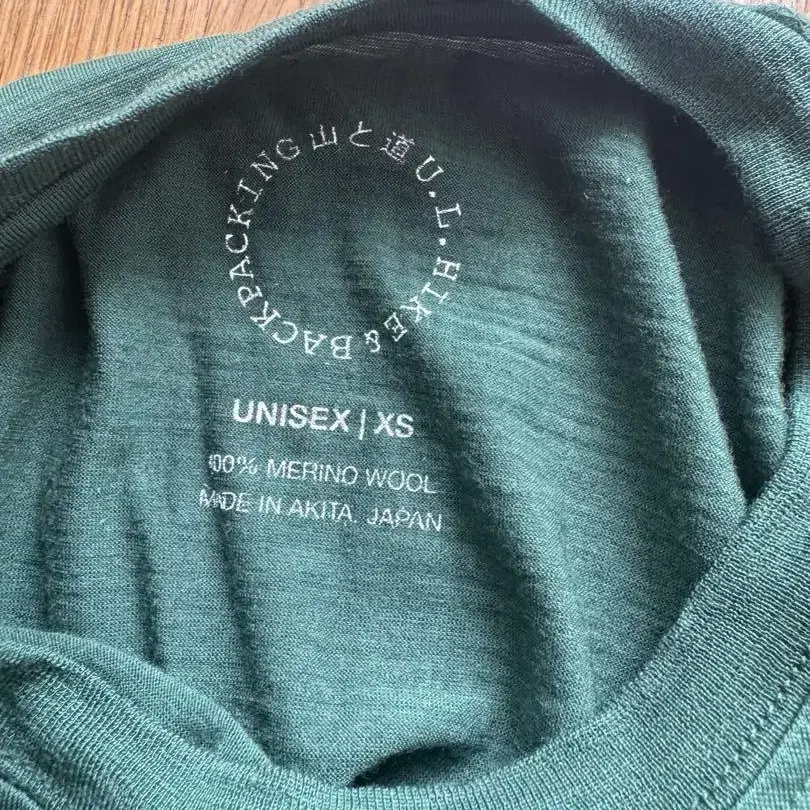 山と道 U.L. HIKE & BACKPACKING
UNISEX | XS
100% MERINO WOOL
MADE IN AKITA. JAPAN